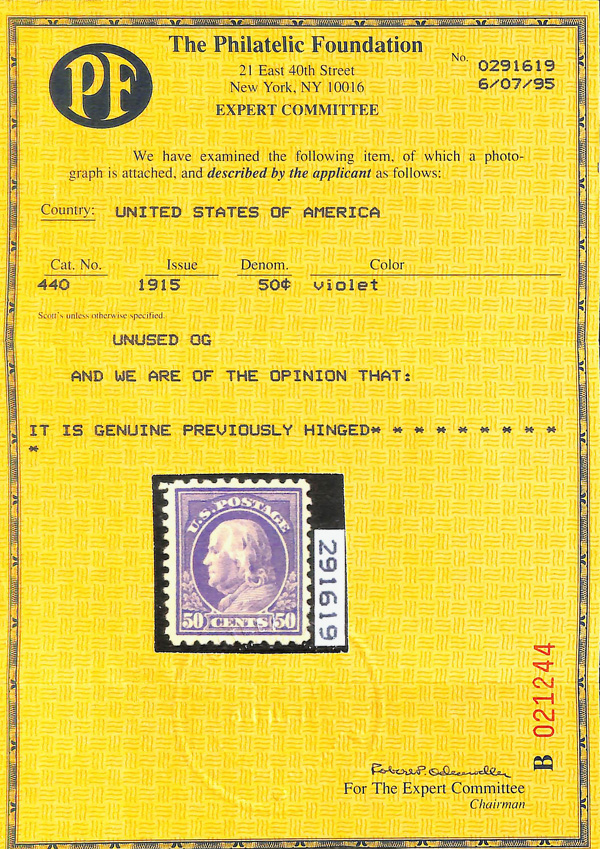 PF
The Philatelic Foundation
21 East 40th Street
New York, NY 10016
EXPERT COMMITTEE
No. 0291619
6/07/95
We have examined the following item, of which a photo-
graph is attached, and described by the applicant as follows:
Country: UNITED STATES OF AMERICA
Cat. No. Issue Denom. Color
440 1915 50¢ violet
Scott's unless otherwise specified.
UNUSED OG
AND WE ARE OF THE OPINION THAT:
IT IS GENUINE PREVIOUSLY HINGED* * * * * * * * *
*
U.S. POSTAGE
50 CENTS 50
291619
B 021244
For The Expert Committee
Chairman